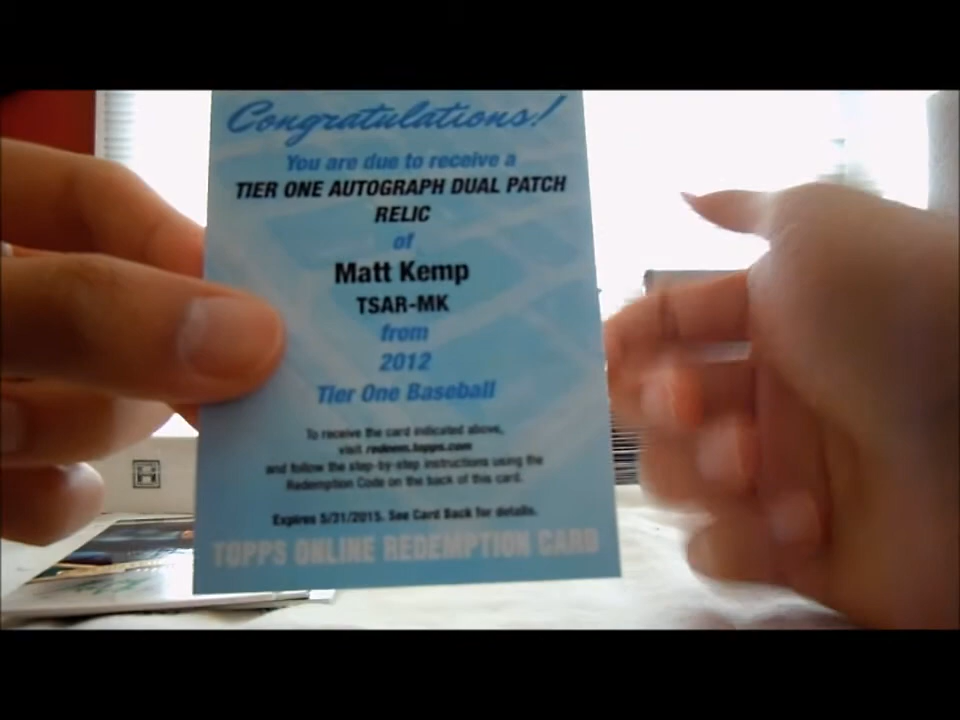 Congratulations!
You are due to receive a
TIER ONE AUTOGRAPH DUAL PATCH
RELIC
of
Matt Kemp
TSAR-MK
from
2012
Tier One Baseball
To receive the card indicated above,
visit redeem.topps.com
and follow the step-by-step instructions using the
Redemption Code on the back of this card.
Expires 5/31/2015. See Card Back for details.
TOPPS ONLINE REDEMPTION CARD
H